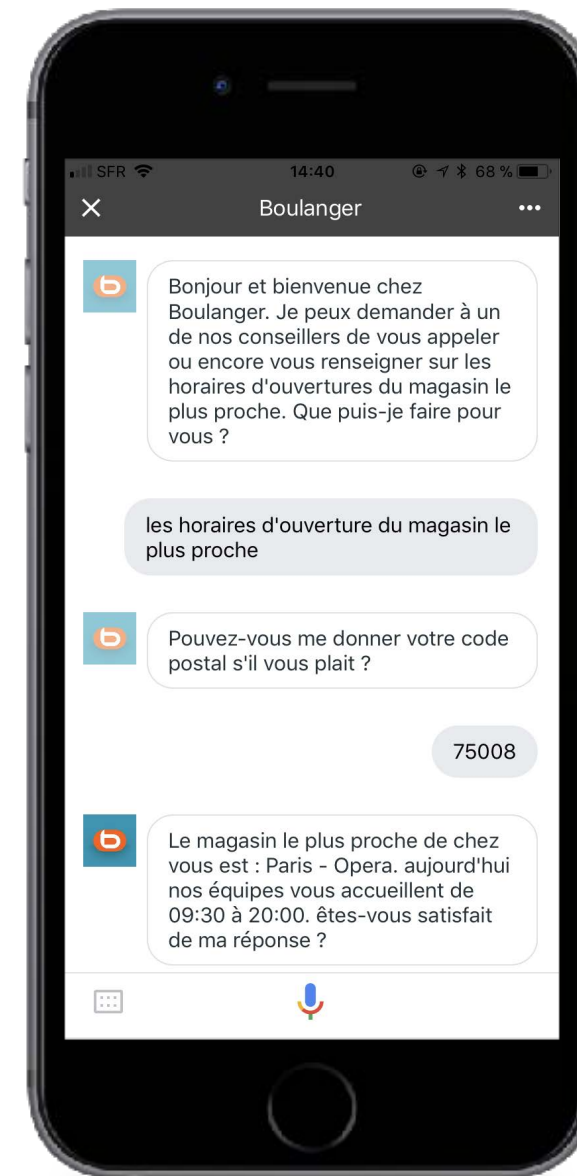 SFR 14:40 68 %
Boulanger
Bonjour et bienvenue chez
Boulanger. Je peux demander à un
de nos conseillers de vous appeler
ou encore vous renseigner sur les
horaires d'ouvertures du magasin le
plus proche. Que puis-je faire pour
vous ?
les horaires d'ouverture du magasin le
plus proche
Pouvez-vous me donner votre code
postal s'il vous plait ?
75008
Le magasin le plus proche de chez
vous est : Paris - Opera. aujourd'hui
nos équipes vous accueillent de
09:30 à 20:00. êtes-vous satisfait
de ma réponse ?